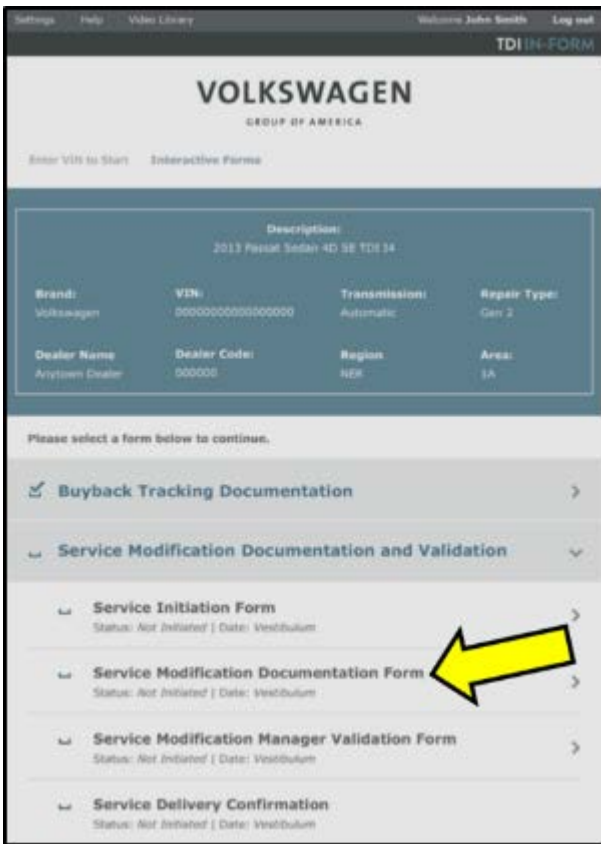 Settings Help Video Library Welcome John Smith Log out
TDI IN-FORM
VOLKSWAGEN
GROUP OF AMERICA
Enter VIN to Start Interactive Forms
Description:
2013 Passat Sedan 4D SE TDI I4
Brand: VIN: Transmission: Repair Type:
Volkswagen 00000000000000000 Automatic Gen 2
Dealer Name Dealer Code: Region Area:
Anytown Dealer 000000 NER 1A
Please select a form below to continue.
Buyback Tracking Documentation
Service Modification Documentation and Validation
Service Initiation Form
Status: Not Initiated | Date: Vestibulum
Service Modification Documentation Form
Status: Not Initiated | Date: Vestibulum
Service Modification Manager Validation Form
Status: Not Initiated | Date: Vestibulum
Service Delivery Confirmation
Status: Not Initiated | Date: Vestibulum